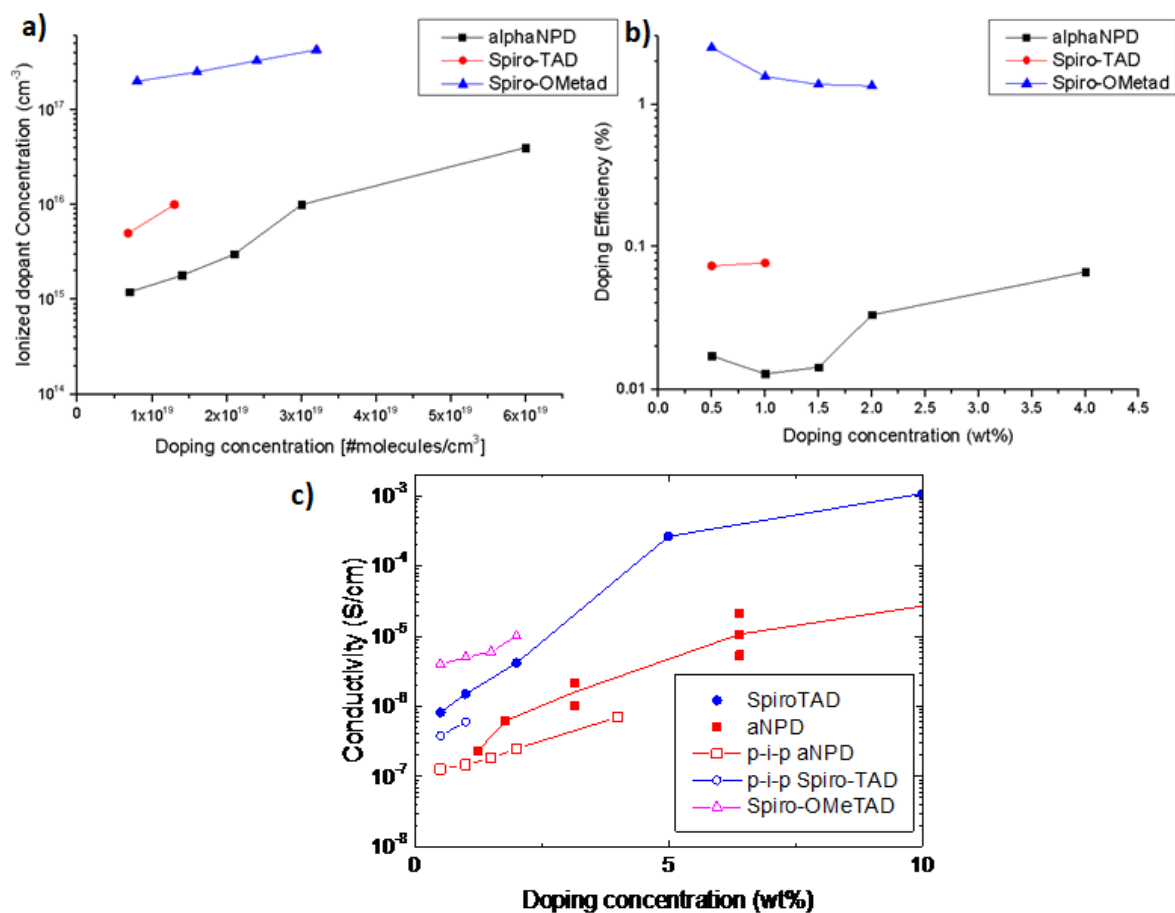 a)
alphaNPD
Spiro-TAD
Spiro-OMetad
Ionized dopant Concentration (cm⁻³)
10¹⁷
10¹⁶
10¹⁵
10¹⁴
0 1x10¹⁹ 2x10¹⁹ 3x10¹⁹ 4x10¹⁹ 5x10¹⁹ 6x10¹⁹
Doping concentration [#molecules/cm³]
b)
alphaNPD
Spiro-TAD
Spiro-OMetad
Doping Efficiency (%)
1
0.1
0.01
0.0 0.5 1.0 1.5 2.0 2.5 3.0 3.5 4.0 4.5
Doping concentration (wt%)
c)
Conductivity (S/cm)
10⁻³
10⁻⁴
10⁻⁵
10⁻⁶
10⁻⁷
10⁻⁸
SpiroTAD
aNPD
p-i-p aNPD
p-i-p Spiro-TAD
Spiro-OMeTAD
0 5 10
Doping concentration (wt%)